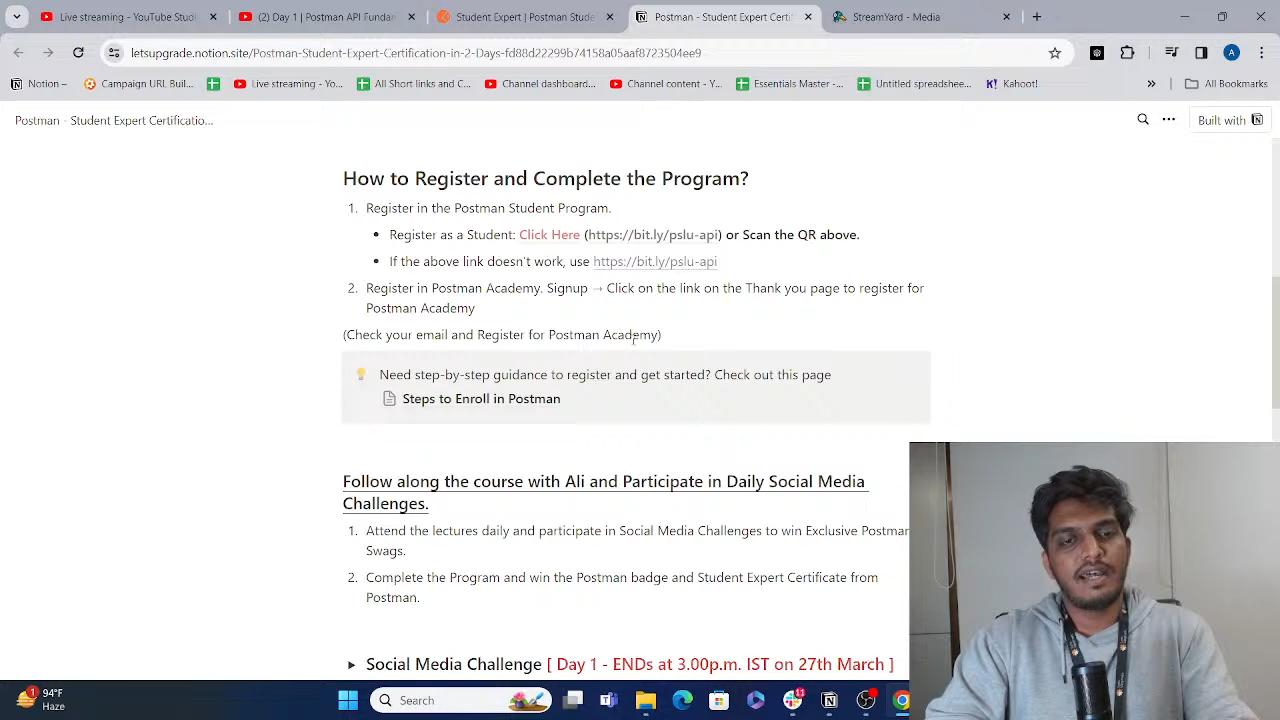 Live streaming - YouTube Studi
(2) Day 1 | Postman API Funda
Student Expert | Postman Stude
Postman - Student Expert Certif
StreamYard - Media
letsupgrade.notion.site/Postman-Student-Expert-Certification-in-2-Days-fd88d22299b74158a05aaf8723504ee9
A
Notion –
Campaign URL Buil...
Live streaming - Yo...
All Short links and C...
Channel dashboard...
Channel content - Y...
Essentials Master -...
Untitled spreadshee...
Kahoot!
»
All Bookmarks
Postman - Student Expert Certificatio...
Built with
How to Register and Complete the Program?
1. Register in the Postman Student Program.
• Register as a Student: Click Here (https://bit.ly/pslu-api) or Scan the QR above.
• If the above link doesn't work, use https://bit.ly/pslu-api
2. Register in Postman Academy. Signup → Click on the link on the Thank you page to register for
Postman Academy
(Check your email and Register for Postman Academy)
Need step-by-step guidance to register and get started? Check out this page
Steps to Enroll in Postman
Follow along the course with Ali and Participate in Daily Social Media
Challenges.
1. Attend the lectures daily and participate in Social Media Challenges to win Exclusive Postman
Swags.
2. Complete the Program and win the Postman badge and Student Expert Certificate from
Postman.
Social Media Challenge [ Day 1 - ENDs at 3.00p.m. IST on 27th March ]
1
94°F
Haze
Search
11